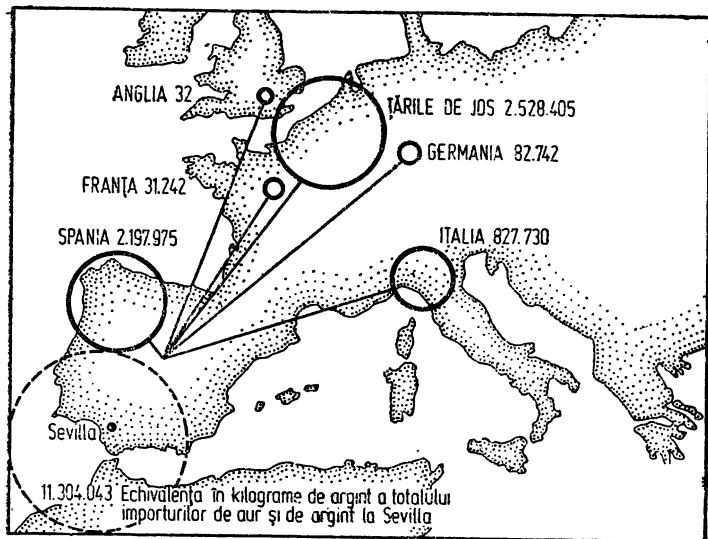 ANGLIA 32
ȚĂRILE DE JOS 2.528.405
GERMANIA 82.742
FRANȚA 31.242
SPANIA 2.197.975
ITALIA 827.730
Sevilla
11.304.043 Echivalența în kilograme de argint a totalului
importurilor de aur și de argint la Sevilla